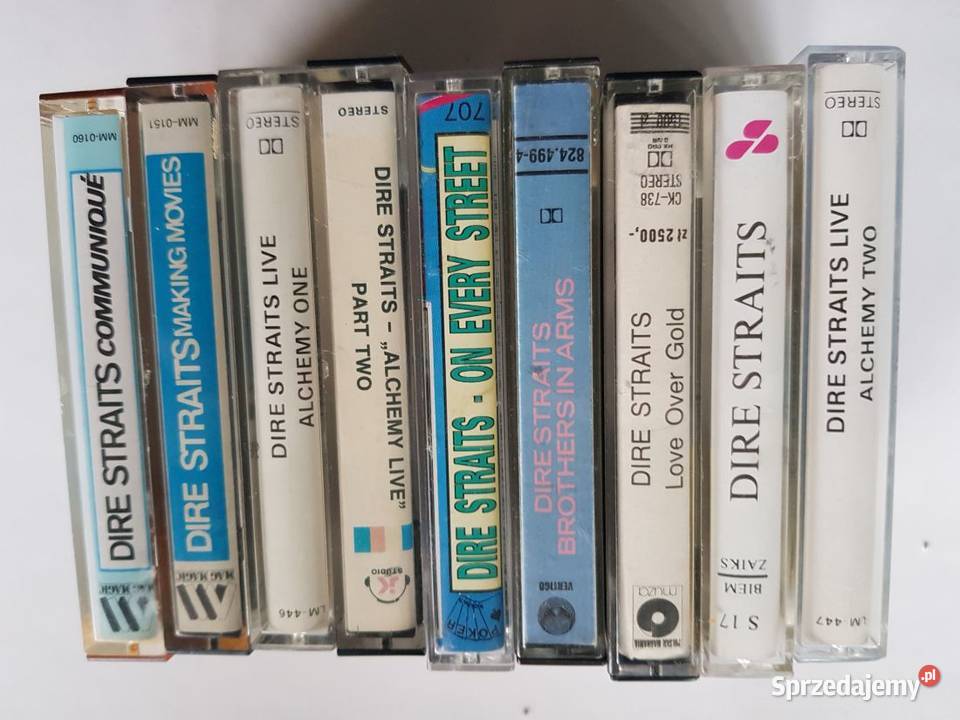 DIRE STRAITS COMMUNIQUÉ
MM-0160
MAG MAGIC
DIRE STRAITS MAKING MOVIES
MM-0151
MAG MAGIC
STEREO
DIRE STRAITS LIVE
ALCHEMY ONE
LM-446
STEREO
DIRE STRAITS – „ALCHEMY LIVE”
PART TWO
STUDIO
707
DIRE STRAITS - ON EVERY STREET
POKER
824.499-4
DIRE STRAITS
BROTHERS IN ARMS
VERTIGO
STEREO
CK-738
zł 2500,-
DIRE STRAITS
Love Over Gold
muza
POLSKIE NAGRANIA
DIRE STRAITS
BIEM
ZAIKS
S 17
STEREO
DIRE STRAITS LIVE
ALCHEMY TWO
LM-447
Sprzedajemy.pl